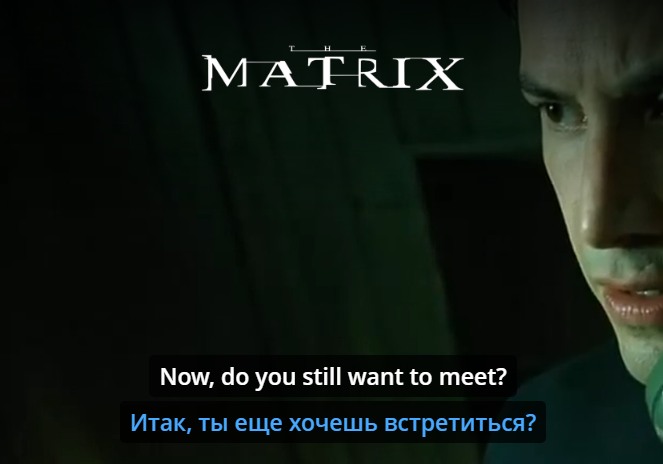 THE
MATRIX
Now, do you still want to meet?
Итак, ты еще хочешь встретиться?